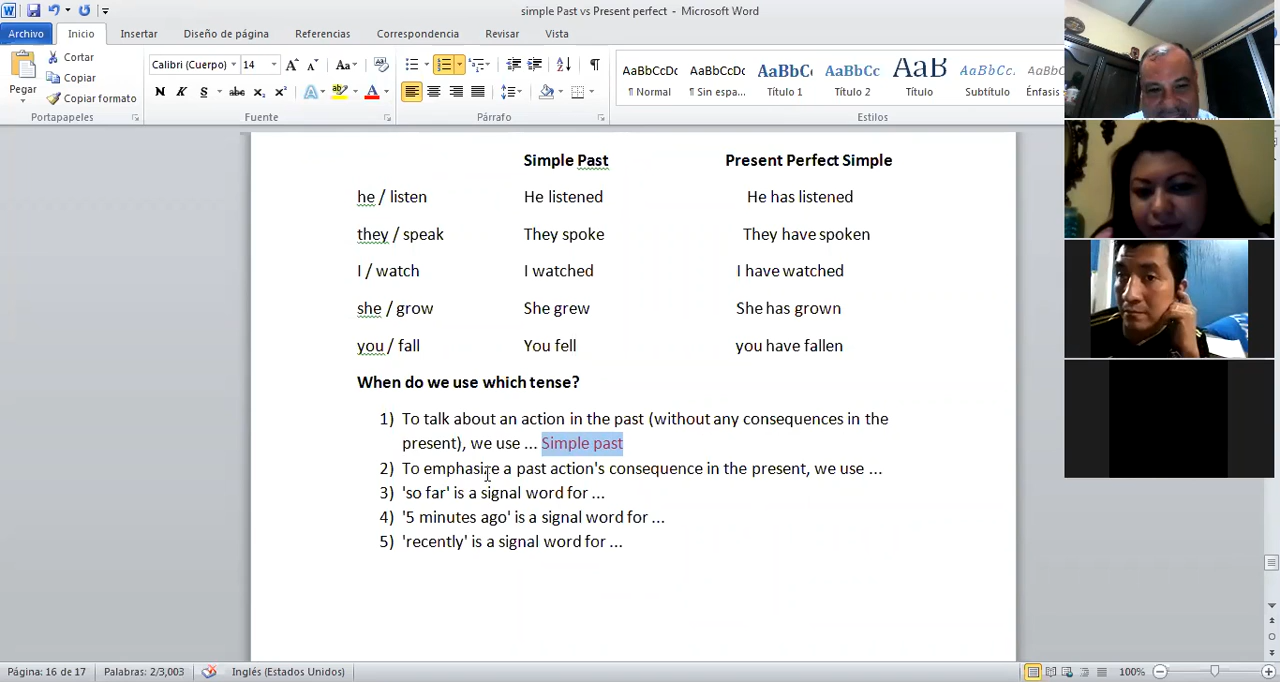 simple Past vs Present perfect - Microsoft Word
Archivo Inicio Insertar Diseño de página Referencias Correspondencia Revisar Vista
Cortar
Copiar
Pegar
Copiar formato
Calibri (Cuerpo) 14
AaBbCcDc AaBbCcDc AaBbC AaBbCc AaB AaBbCc. AaBbCc
¶ Normal ¶ Sin espa... Título 1 Título 2 Título Subtítulo Énfasis
Portapapeles Fuente Párrafo Estilos
Simple Past Present Perfect Simple
he / listen He listened He has listened
they / speak They spoke They have spoken
I / watch I watched I have watched
she / grow She grew She has grown
you / fall You fell you have fallen
When do we use which tense?
1) To talk about an action in the past (without any consequences in the
present), we use ... Simple past
2) To emphasize a past action's consequence in the present, we use ...
3) 'so far' is a signal word for ...
4) '5 minutes ago' is a signal word for ...
5) 'recently' is a signal word for ...
Página: 16 de 17 Palabras: 2/3,003 Inglés (Estados Unidos) 100%